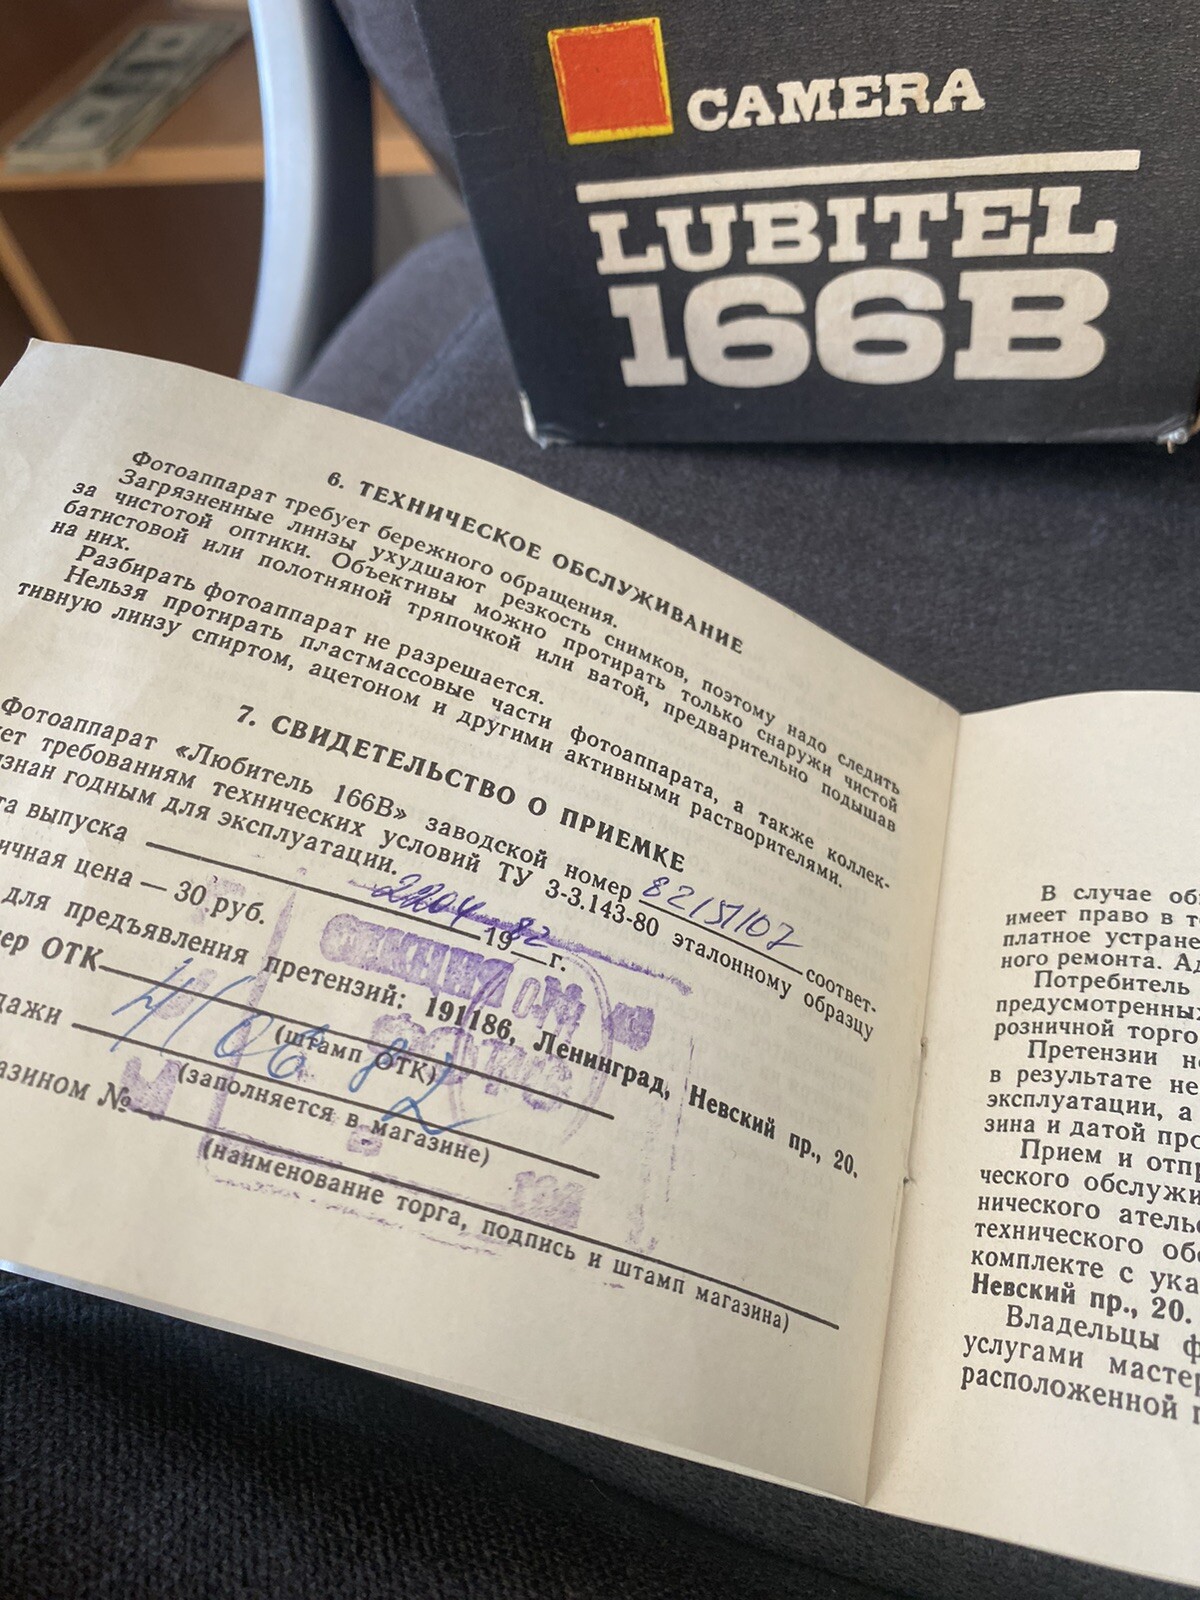 CAMERA
LUBITEL
166B
6. ТЕХНИЧЕСКОЕ ОБСЛУЖИВАНИЕ
Фотоаппарат требует бережного обращения.
Загрязненные линзы ухудшают резкость снимков, поэтому надо следить
за чистотой оптики. Объективы можно протирать только снаружи чистой
батистовой или полотняной тряпочкой или ватой, предварительно подышав
на них.
Разбирать фотоаппарат не разрешается.
Нельзя протирать пластмассовые части фотоаппарата, а также коллек-
тивную линзу спиртом, ацетоном и другими активными растворителями.
7. СВИДЕТЕЛЬСТВО О ПРИЕМКЕ
Фотоаппарат «Любитель 166В» заводской номер 82151107 соответ-
ует требованиям технических условий ТУ 3-3.143-80 эталонному образцу
изнан годным для эксплуатации.
та выпуска 1982 г.
ичная цена — 30 руб.
для предъявления претензий: 191186, Ленинград, Невский пр., 20.
ер ОТК
(штамп ОТК)
дажи
(заполняется в магазине)
азином №
(наименование торга, подпись и штамп магазина)
В случае об
имеет право в т
платное устране
ного ремонта. Ад
Потребитель
предусмотренных
розничной торго
Претензии н
в результате не
эксплуатации, а
зина и датой про
Прием и отпр
ческого обслужи
нического ателье
технического обс
комплекте с ука
Невский пр., 20.
Владельцы ф
услугами мастер
расположенной п